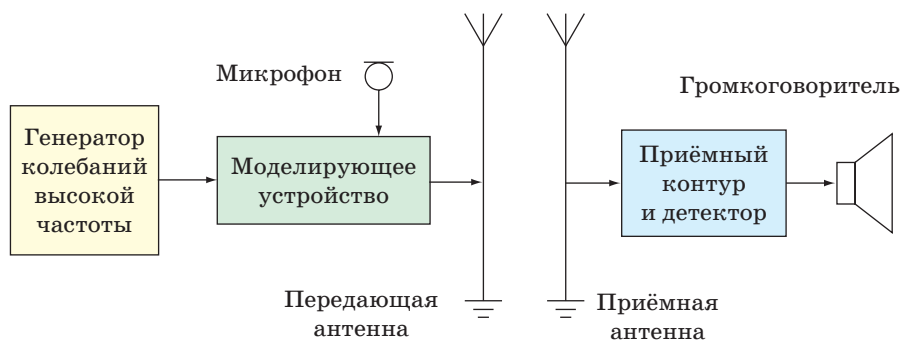 Микрофон
Громкоговоритель
Генератор
колебаний
высокой
частоты
Моделирующее
устройство
Приёмный
контур
и детектор
Передающая
антенна
Приёмная
антенна